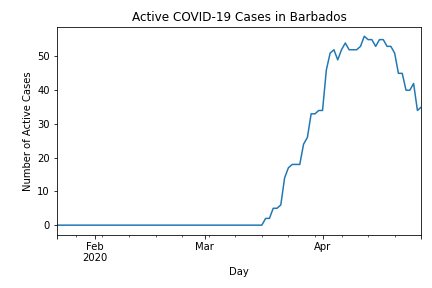 Active COVID-19 Cases in Barbados
Number of Active Cases
50
40
30
20
10
0
Feb
2020
Mar
Apr
Day